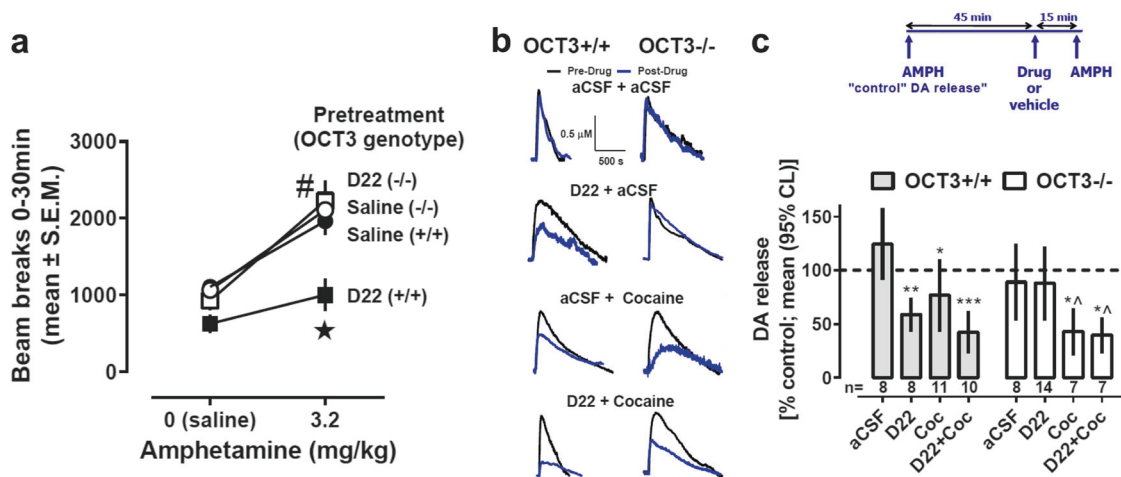 a
Pretreatment
(OCT3 genotype)
Beam breaks 0-30min
(mean ± S.E.M.)
3000
2000
1000
0
#
D22 (-/-)
Saline (-/-)
Saline (+/+)
D22 (+/+)
★
0 (saline)
3.2
Amphetamine (mg/kg)
b
OCT3+/+
OCT3-/-
Pre-Drug
Post-Drug
aCSF + aCSF
0.5 µM
500 s
D22 + aCSF
aCSF + Cocaine
D22 + Cocaine
c
45 min
15 min
AMPH
"control" DA release"
Drug
or
vehicle
AMPH
OCT3+/+
OCT3-/-
DA release
[% control; mean (95% CL)]
150
100
50
0
** * *** *^ *^
n= 8 8 11 10 8 14 7 7
aCSF
D22
Coc
D22+Coc
aCSF
D22
Coc
D22+Coc